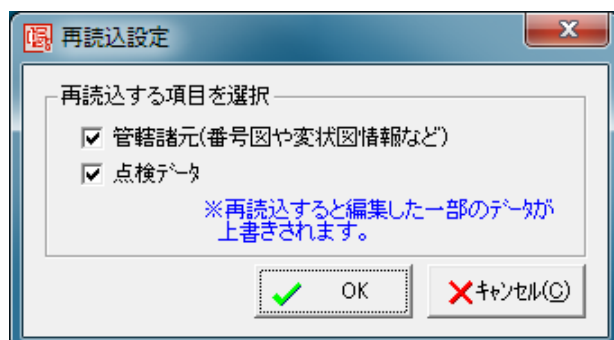 再読込設定
再読込する項目を選択
管轄諸元(番号図や変状図情報など)
点検ﾃﾞｰﾀ
※再読込すると編集した一部のﾃﾞｰﾀが
上書きされます。
OK
ｷｬﾝｾﾙ(C)